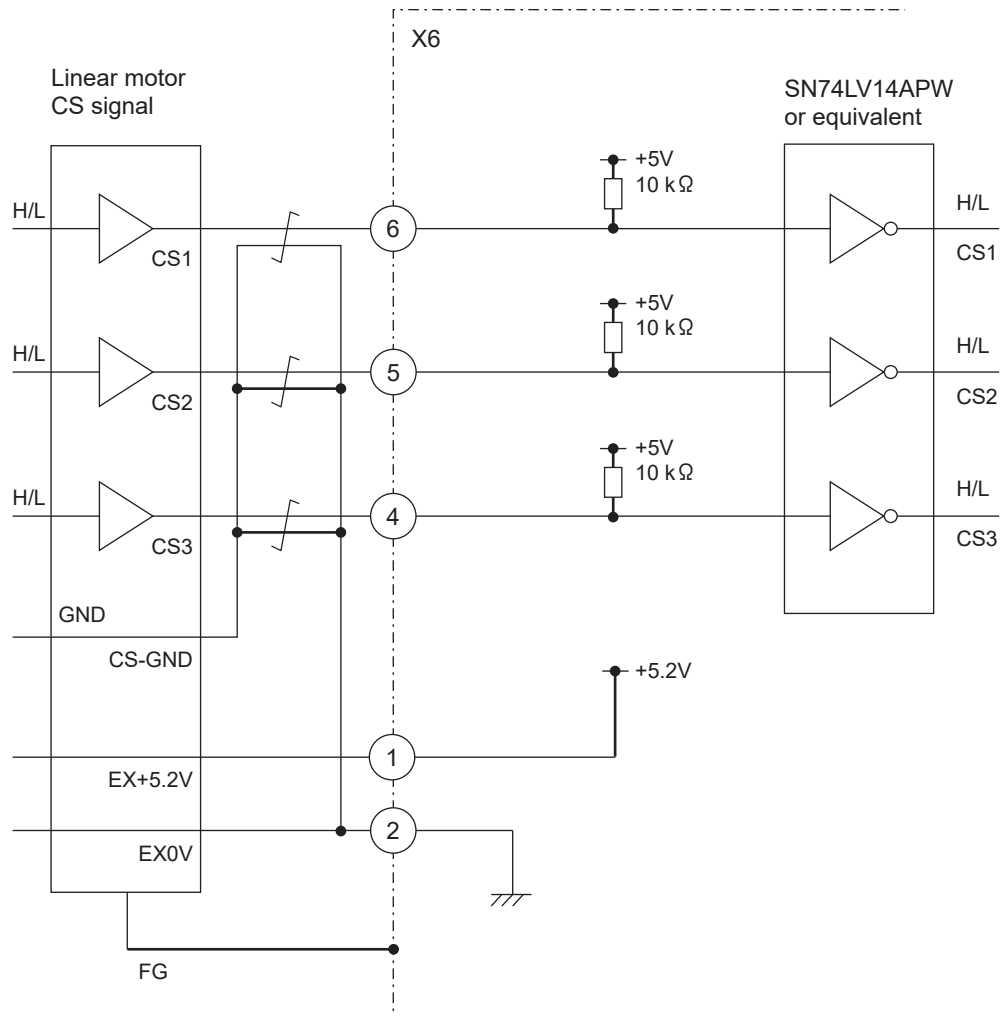 X6
Linear motor
CS signal
SN74LV14APW
or equivalent
+5V
10 kΩ
H/L
6
H/L
CS1
CS1
+5V
10 kΩ
H/L
5
H/L
CS2
CS2
+5V
10 kΩ
H/L
4
H/L
CS3
CS3
GND
CS-GND
+5.2V
1
EX+5.2V
2
EX0V
FG